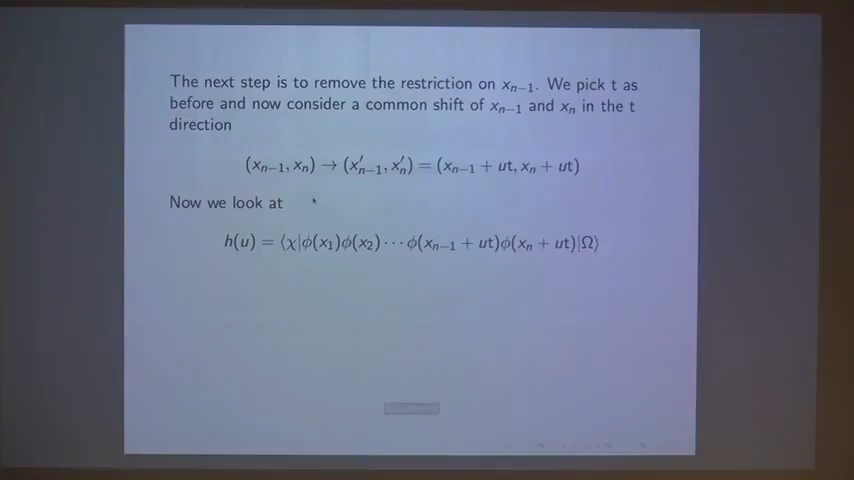 The next step is to remove the restriction on xₙ₋₁. We pick t as
before and now consider a common shift of xₙ₋₁ and xₙ in the t
direction
(xₙ₋₁, xₙ) → (x′ₙ₋₁, x′ₙ) = (xₙ₋₁ + ut, xₙ + ut)
Now we look at
h(u) = ⟨χ|ϕ(x₁)ϕ(x₂) ⋯ ϕ(xₙ₋₁ + ut)ϕ(xₙ + ut)|Ω⟩